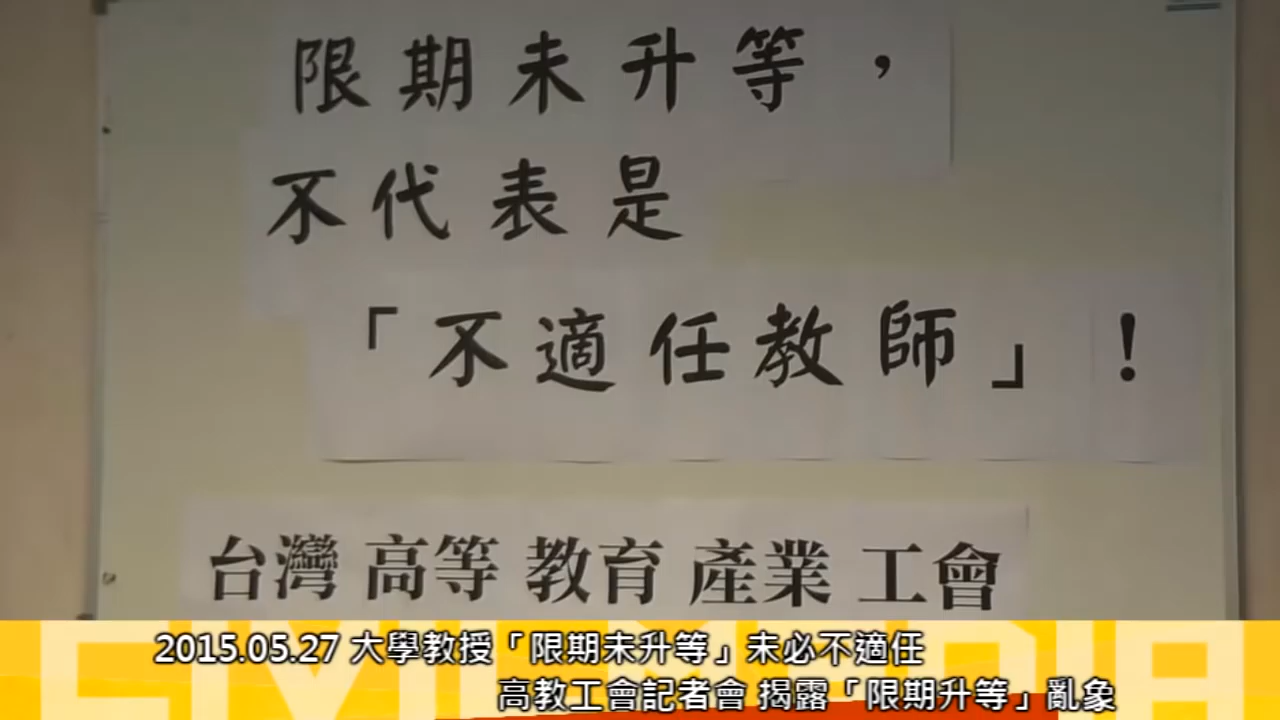 限期未升等，
不代表是
「不適任教師」！
台灣 高等 教育 產業 工會
2015.05.27 大學教授「限期未升等」未必不適任
高教工會記者會 揭露「限期升等」亂象